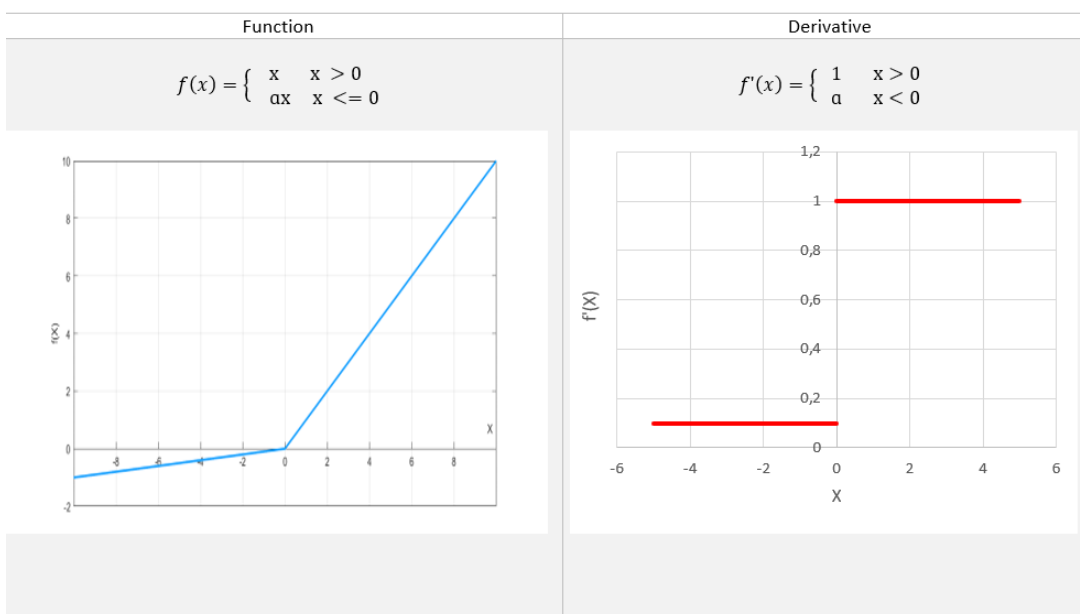 Function
f(x) = { x x > 0
ax x <= 0
10
8
6
4
2
0
-2
f(X)
-8 -6 -4 -2 0 2 4 6 8
X
Derivative
f'(x) = { 1 x > 0
a x < 0
1,2
1
0,8
0,6
0,4
0,2
0
f'(X)
-6 -4 -2 0 2 4 6
X